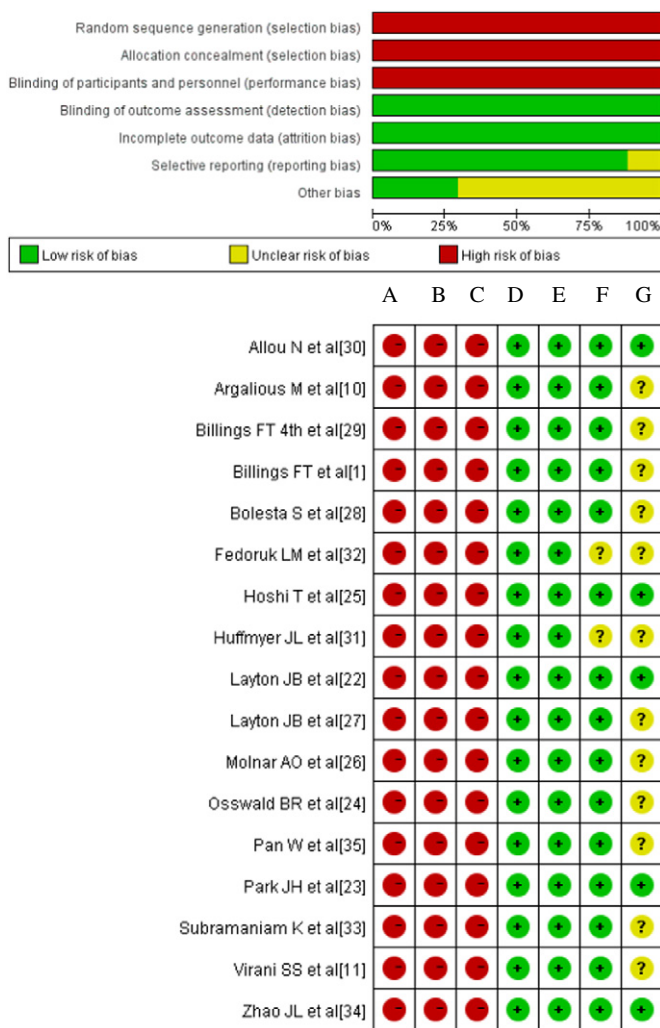 Random sequence generation (selection bias)
Allocation concealment (selection bias)
Blinding of participants and personnel (performance bias)
Blinding of outcome assessment (detection bias)
Incomplete outcome data (attrition bias)
Selective reporting (reporting bias)
Other bias
0% 25% 50% 75% 100%
Low risk of bias Unclear risk of bias High risk of bias
A B C D E F G
Allou N et al[30] - - - + + + +
Argalious M et al[10] - - - + + + ?
Billings FT 4th et al[29] - - - + + + ?
Billings FT et al[1] - - - + + + ?
Bolesta S et al[28] - - - + + + ?
Fedoruk LM et al[32] - - - + + ? ?
Hoshi T et al[25] - - - + + + +
Huffmyer JL et al[31] - - - + + ? ?
Layton JB et al[22] - - - + + + +
Layton JB et al[27] - - - + + + ?
Molnar AO et al[26] - - - + + + ?
Osswald BR et al[24] - - - + + + ?
Pan W et al[35] - - - + + + ?
Park JH et al[23] - - - + + + +
Subramaniam K et al[33] - - - + + + ?
Virani SS et al[11] - - - + + + ?
Zhao JL et al[34] - - - + + + +